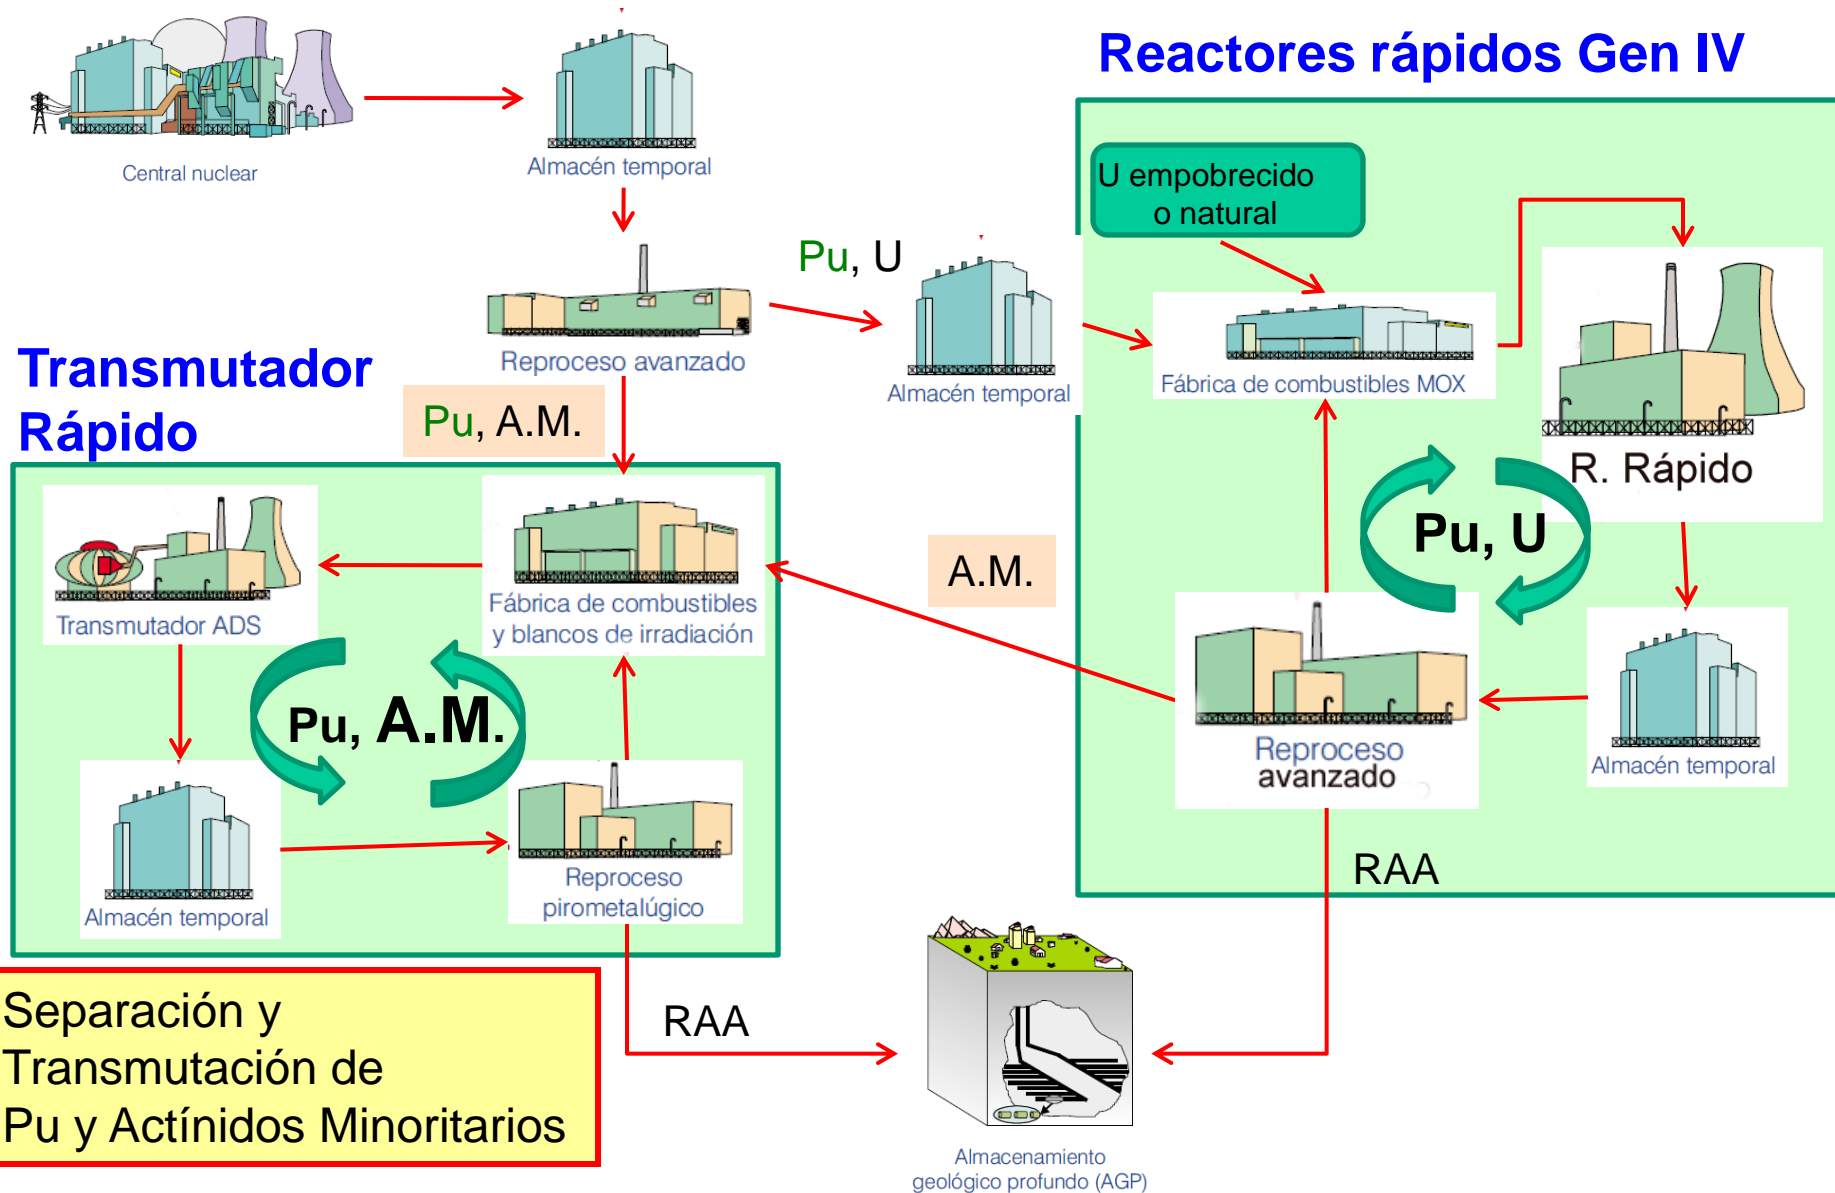 Reactores rápidos Gen IV
Central nuclear
Almacén temporal
U empobrecido
o natural
Pu, U
Reproceso avanzado
Almacén temporal
Fábrica de combustibles MOX
R. Rápido
Transmutador
Rápido
Pu, A.M.
Pu, U
A.M.
Transmutador ADS
Fábrica de combustibles
y blancos de irradiación
Pu, A.M.
Reproceso
avanzado
Almacén temporal
Almacén temporal
Reproceso
pirometalúgico
RAA
RAA
Separación y
Transmutación de
Pu y Actínidos Minoritarios
Almacenamiento
geológico profundo (AGP)